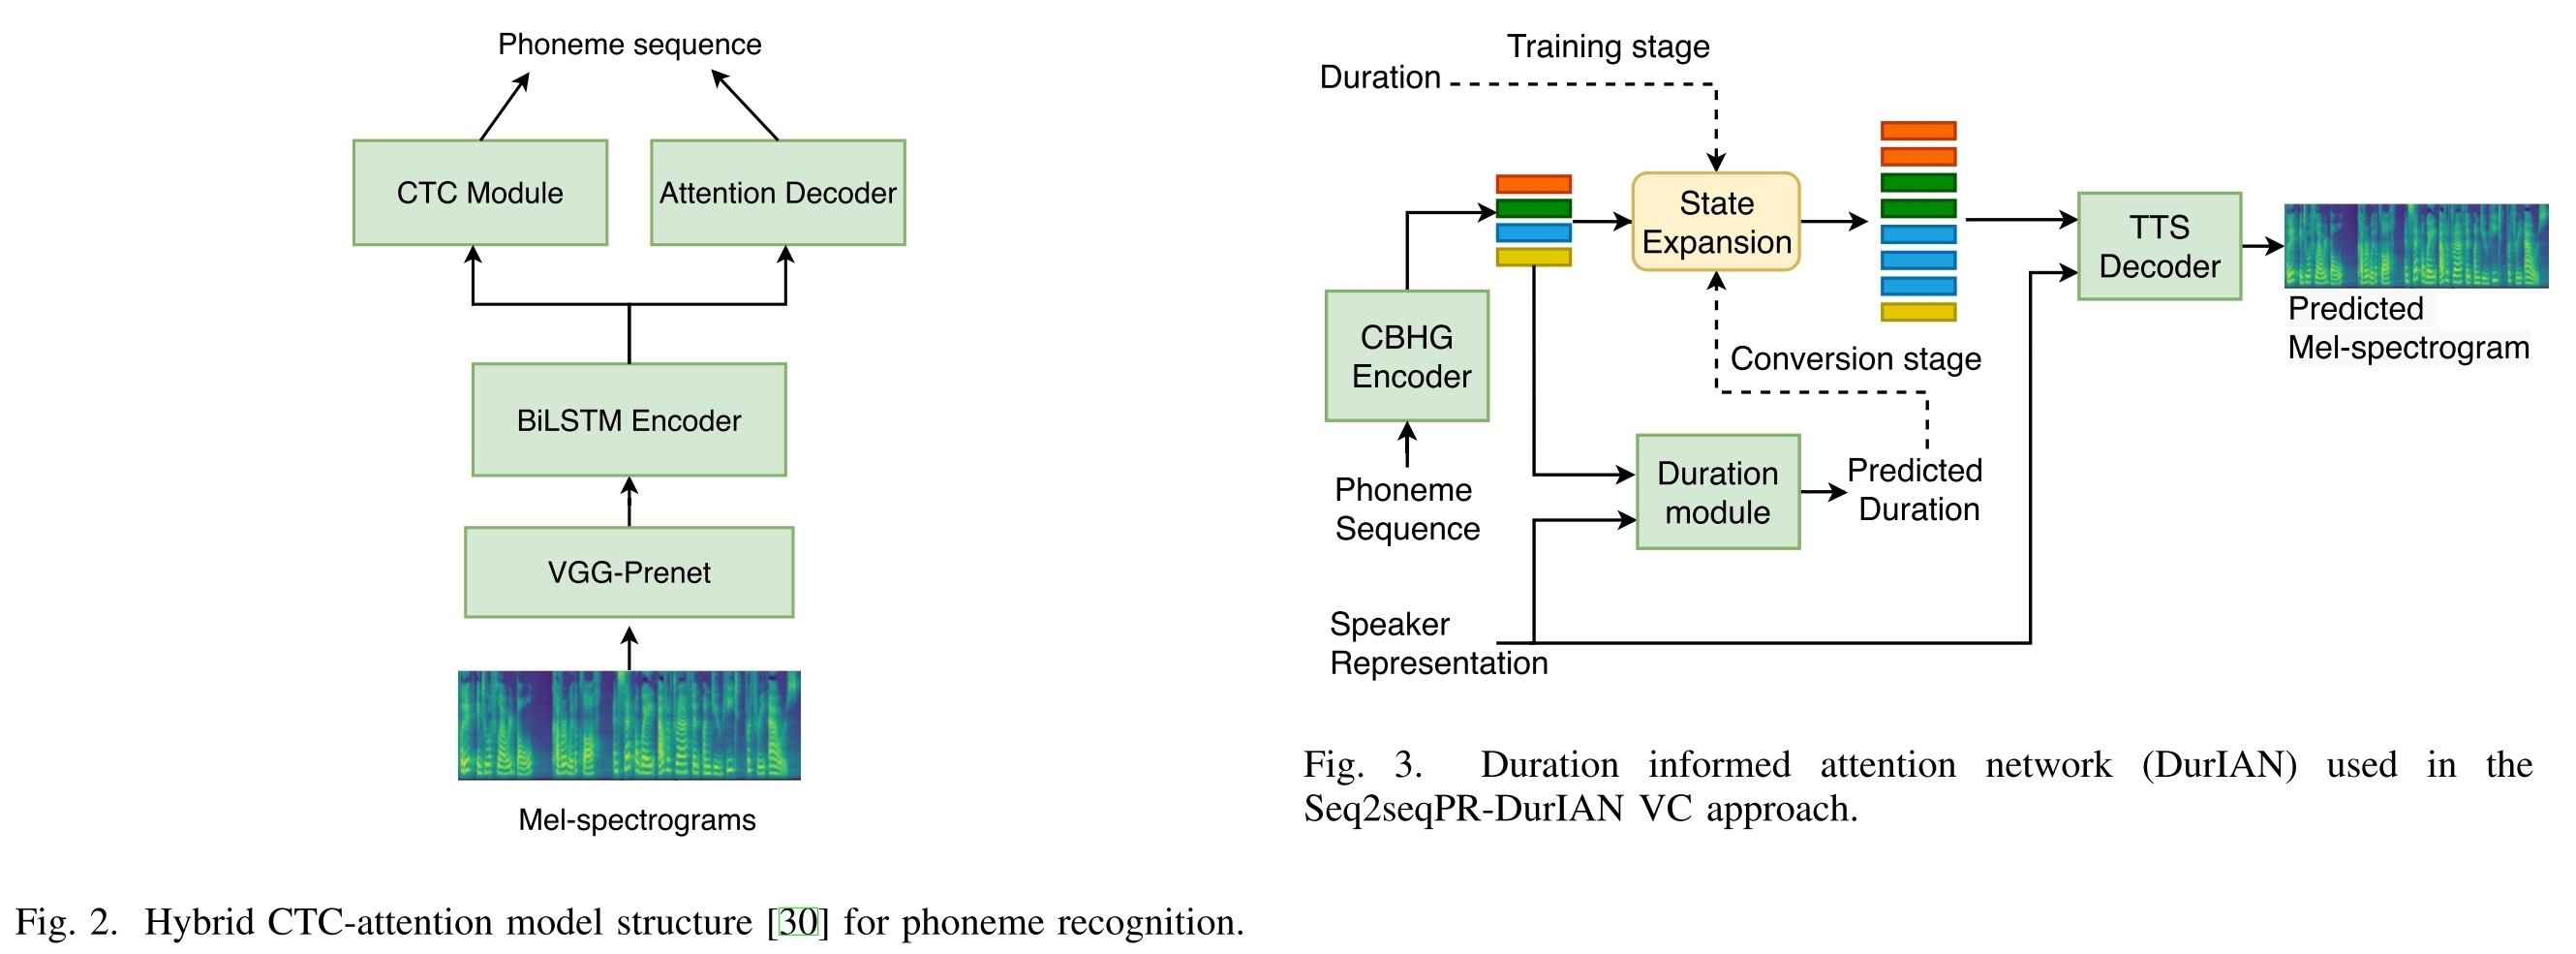 Phoneme sequence
CTC Module
Attention Decoder
BiLSTM Encoder
VGG-Prenet
Mel-spectrograms
Fig. 2. Hybrid CTC-attention model structure [30] for phoneme recognition.
Training stage
Duration
State
Expansion
TTS
Decoder
Predicted
Mel-spectrogram
CBHG
Encoder
Conversion stage
Phoneme
Sequence
Duration
module
Predicted
Duration
Speaker
Representation
Fig. 3. Duration informed attention network (DurIAN) used in the
Seq2seqPR-DurIAN VC approach.